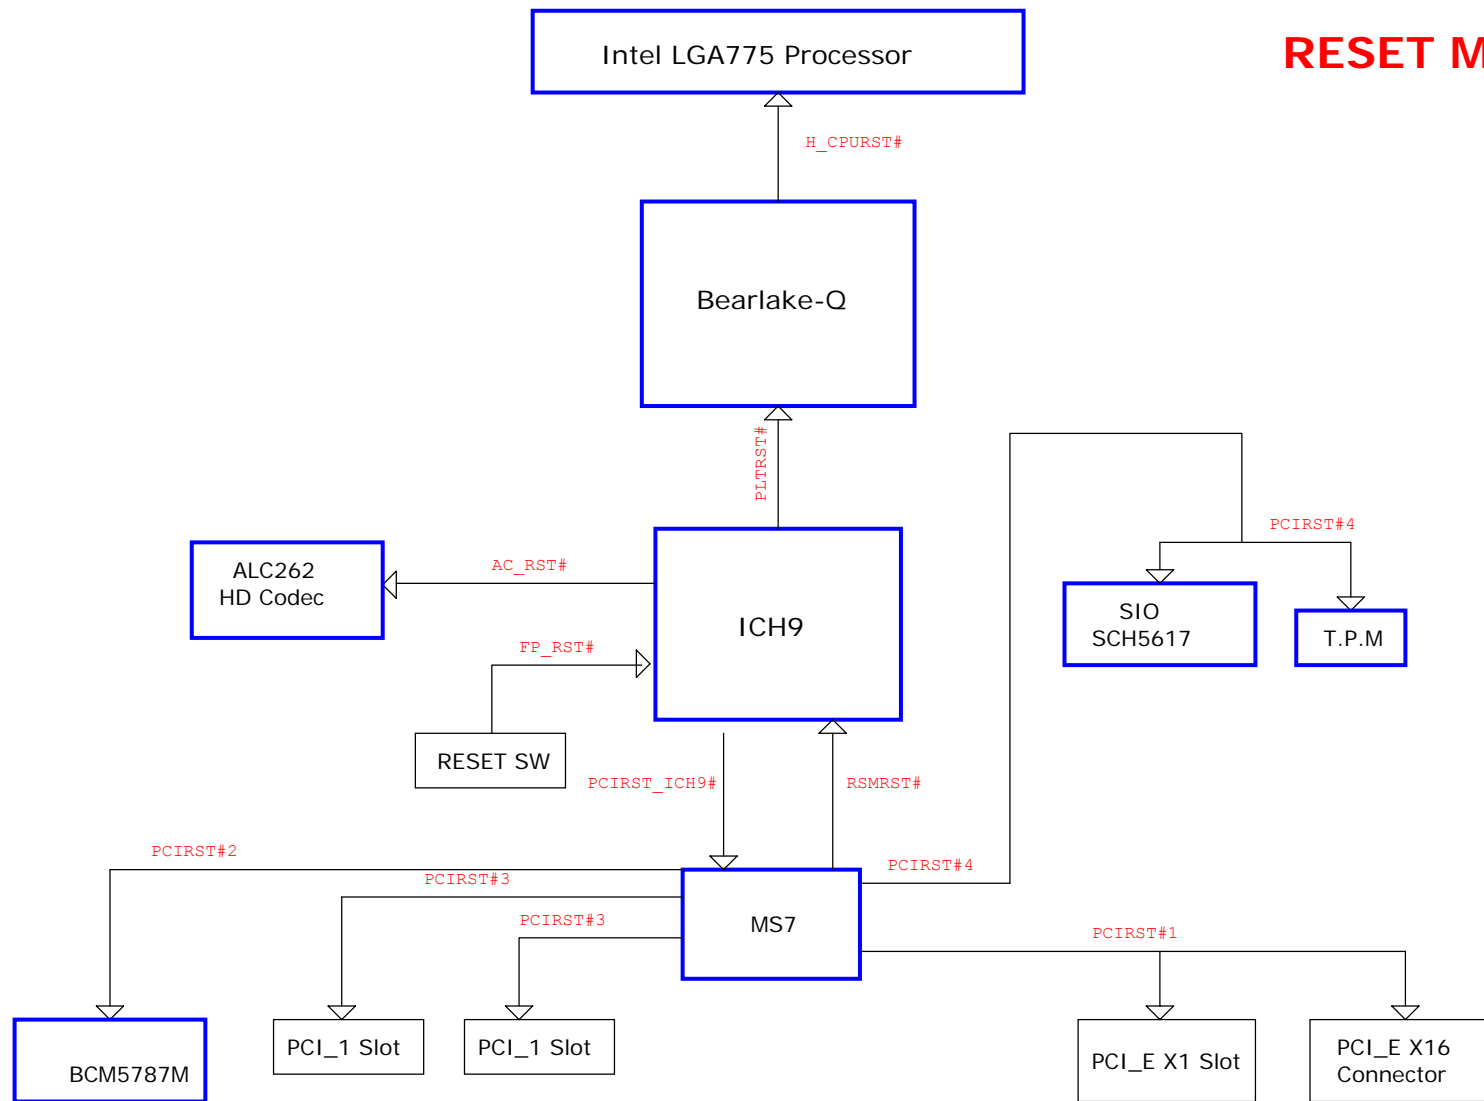 RESET M
Intel LGA775 Processor
H_CPURST#
Bearlake-Q
PLTRST#
PCIRST#4
AC_RST#
ALC262
HD Codec
ICH9
SIO
SCH5617
T.P.M
FP_RST#
RESET SW
PCIRST_ICH9#
RSMRST#
PCIRST#2
PCIRST#3
PCIRST#4
PCIRST#3
MS7
PCIRST#1
BCM5787M
PCI_1 Slot
PCI_1 Slot
PCI_E X1 Slot
PCI_E X16
Connector